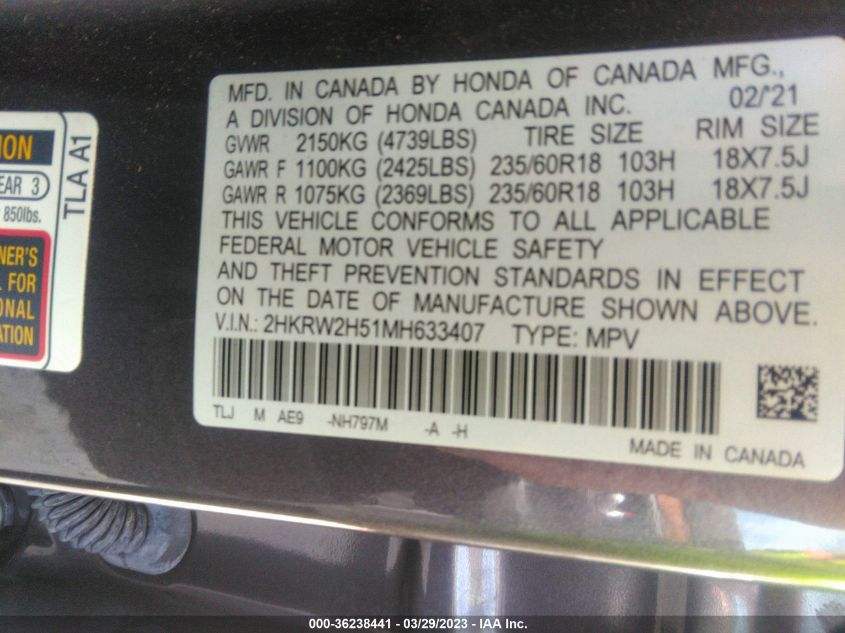 ION
EAR 3
850lbs.
NER'S
FOR
ONAL
ATION
TLA A1
MFD. IN CANADA BY HONDA OF CANADA MFG.,
A DIVISION OF HONDA CANADA INC. 02/'21
GVWR 2150KG (4739LBS) TIRE SIZE RIM SIZE
GAWR F 1100KG (2425LBS) 235/60R18 103H 18X7.5J
GAWR R 1075KG (2369LBS) 235/60R18 103H 18X7.5J
THIS VEHICLE CONFORMS TO ALL APPLICABLE
FEDERAL MOTOR VEHICLE SAFETY
AND THEFT PREVENTION STANDARDS IN EFFECT
ON THE DATE OF MANUFACTURE SHOWN ABOVE.
V.I.N.: 2HKRW2H51MH633407 TYPE: MPV
TLJ M AE9 -NH797M -A -H
MADE IN CANADA
000-36238441 - 03/29/2023 - IAA Inc.